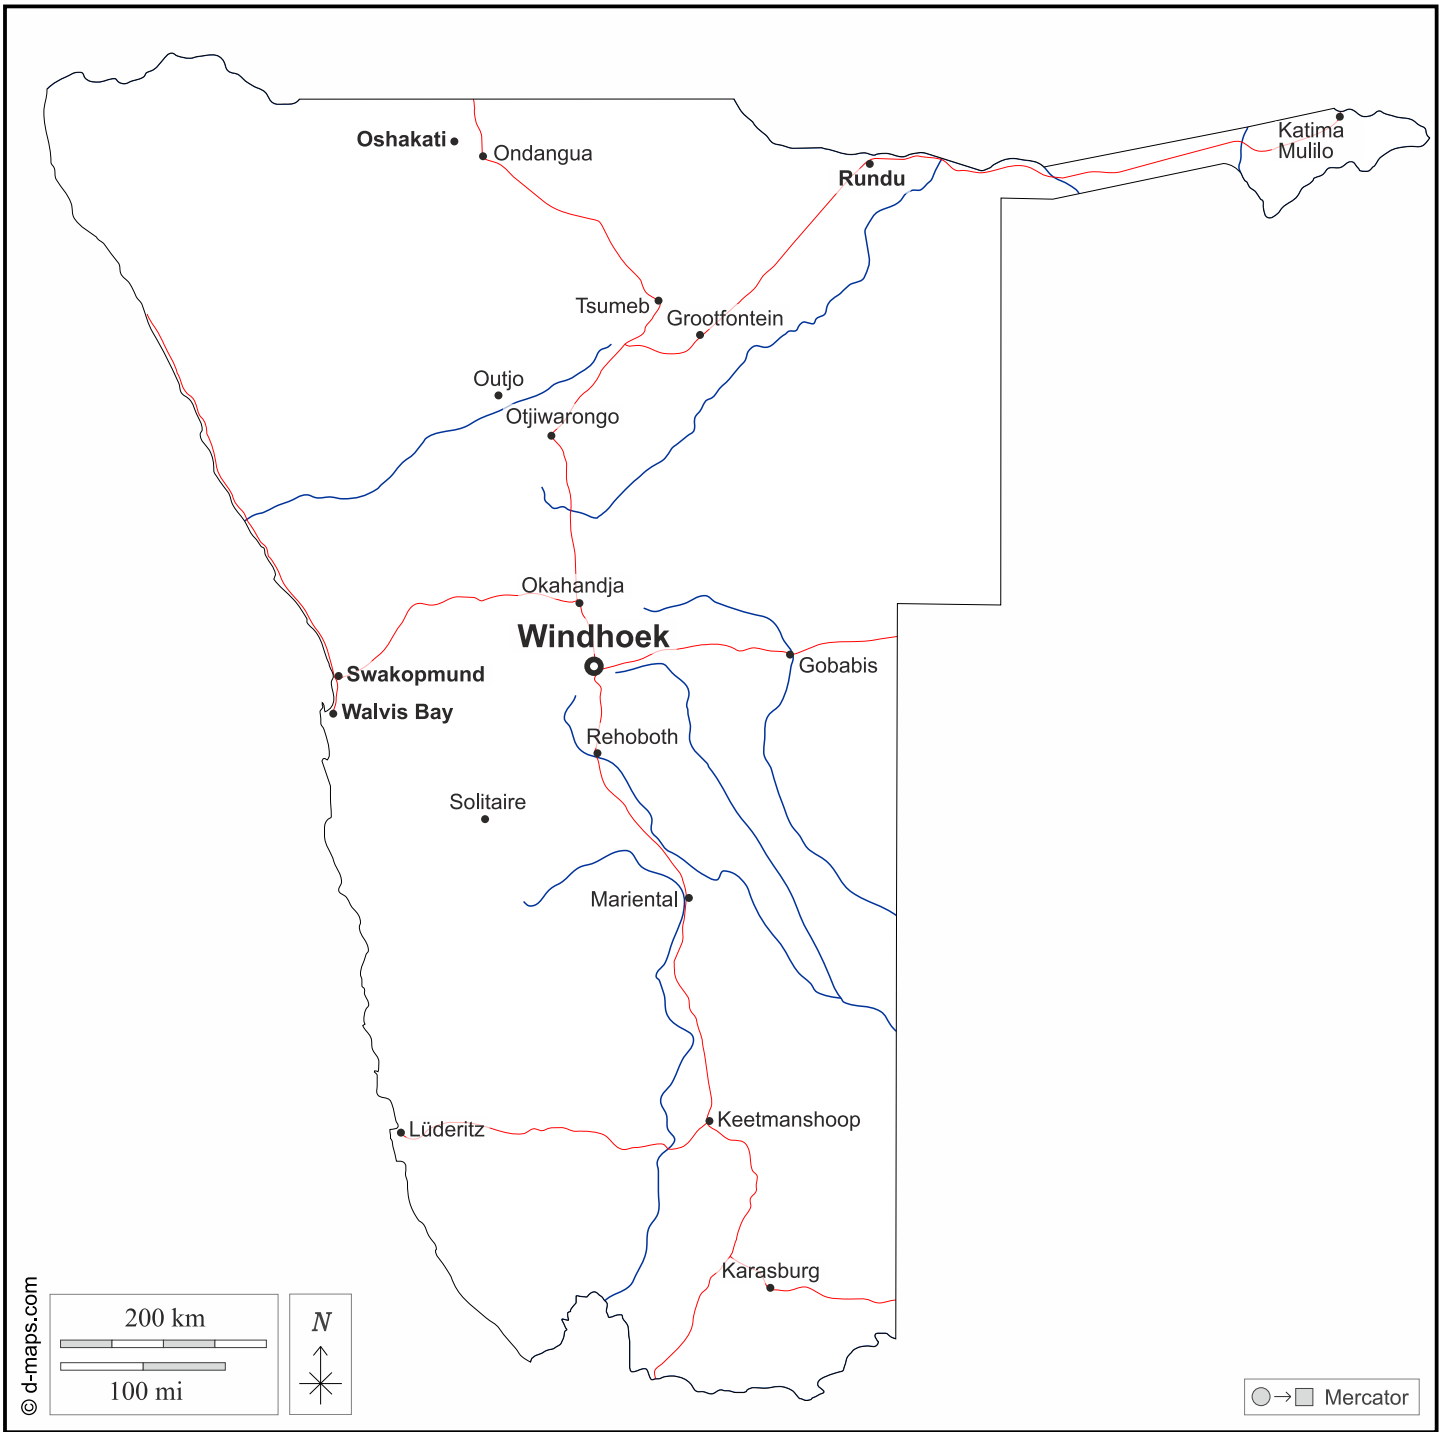 Oshakati
Ondangua
Katima
Mulilo
Rundu
Tsumeb
Grootfontein
Outjo
Otjiwarongo
Okahandja
Windhoek
Gobabis
Swakopmund
Walvis Bay
Rehoboth
Solitaire
Mariental
Keetmanshoop
Lüderitz
Karasburg
200 km
100 mi
N
Mercator
© d-maps.com